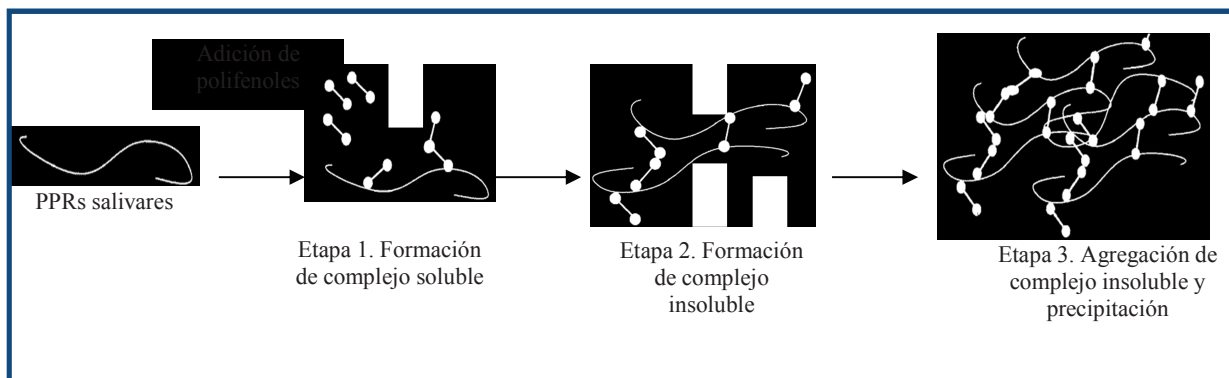 Adición de
polifenoles
PPRs salivares
Etapa 1. Formación
de complejo soluble
Etapa 2. Formación
de complejo
insoluble
Etapa 3. Agregación de
complejo insoluble y
precipitación